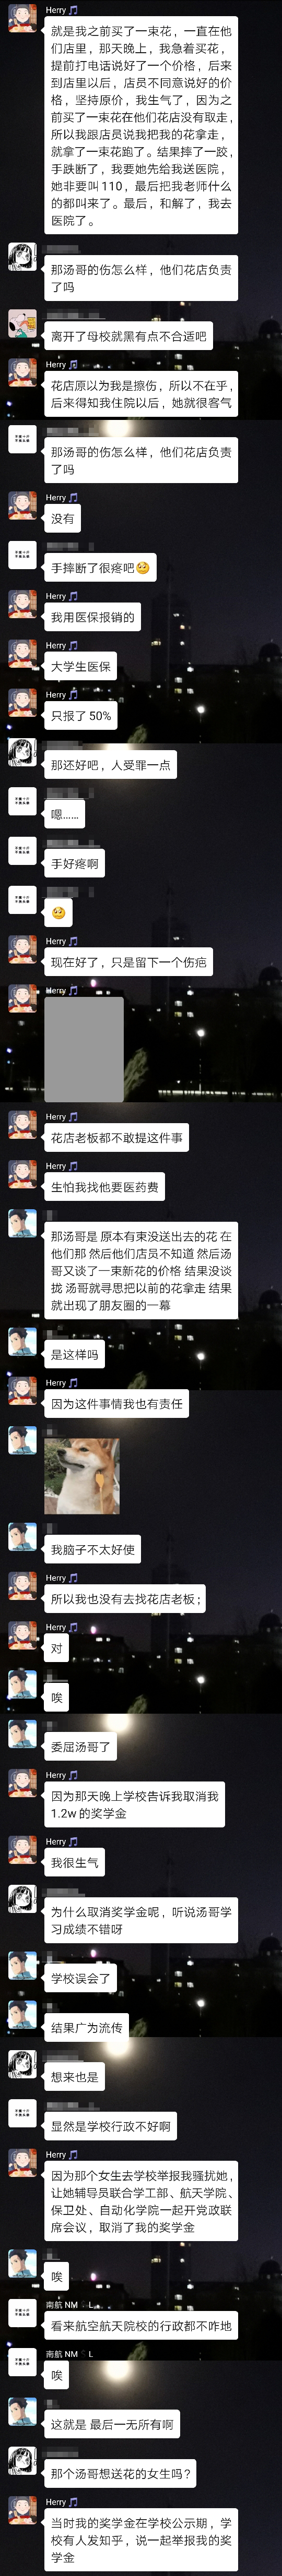 Herry🎵
就是我之前买了一束花，一直在他
们店里，那天晚上，我急着买花，
提前打电话说好了一个价格，后来
到店里以后，店员不同意说好的价
格，坚持原价，我生气了，因为之
前买了一束花在他们花店没有取走，
所以我跟店员说我把我的花拿走，
就拿了一束花跑了。结果摔了一跤，
手跌断了，我要她先给我送医院，
她非要叫110，最后把我老师什么
的都叫来了。最后，和解了，我去
医院了。
那汤哥的伤怎么样，他们花店负责
了吗
离开了母校就黑有点不合适吧
Herry🎵
花店原以为我是擦伤，所以不在乎，
后来得知我住院以后，她就很客气
那汤哥的伤怎么样，他们花店负责
了吗
Herry🎵
没有
手摔断了很疼吧🥺
Herry🎵
我用医保报销的
Herry🎵
大学生医保
Herry🎵
只报了50%
那还好吧，人受罪一点
嗯……
手好疼啊
🥺
Herry🎵
现在好了，只是留下一个伤疤
Herry🎵
Herry🎵
花店老板都不敢提这件事
Herry🎵
生怕我找他要医药费
那汤哥是 原本有束没送出去的花 在
他们那 然后他们店员不知道 然后汤
哥又谈了一束新花的价格 结果没谈
拢 汤哥就寻思把以前的花拿走 结果
就出现了朋友圈的一幕
是这样吗
Herry🎵
因为这件事情我也有责任
我脑子不太好使
Herry🎵
所以我也没有去找花店老板；
Herry🎵
对
唉
委屈汤哥了
Herry🎵
因为那天晚上学校告诉我取消我
1.2w的奖学金
Herry🎵
我很生气
为什么取消奖学金呢，听说汤哥学
习成绩不错呀
学校误会了
结果广为流传
想来也是
显然是学校行政不好啊
Herry🎵
因为那个女生去学校举报我骚扰她，
让她辅导员联合学工部、航天学院、
保卫处、自动化学院一起开党政联
席会议，取消了我的奖学金
唉
南航 NM L
看来航空航天院校的行政都不咋地
南航 NM L
唉
这就是 最后一无所有啊
那个汤哥想送花的女生吗？
Herry🎵
当时我的奖学金在学校公示期，学
校有人发知乎，说一起举报我的奖
学金